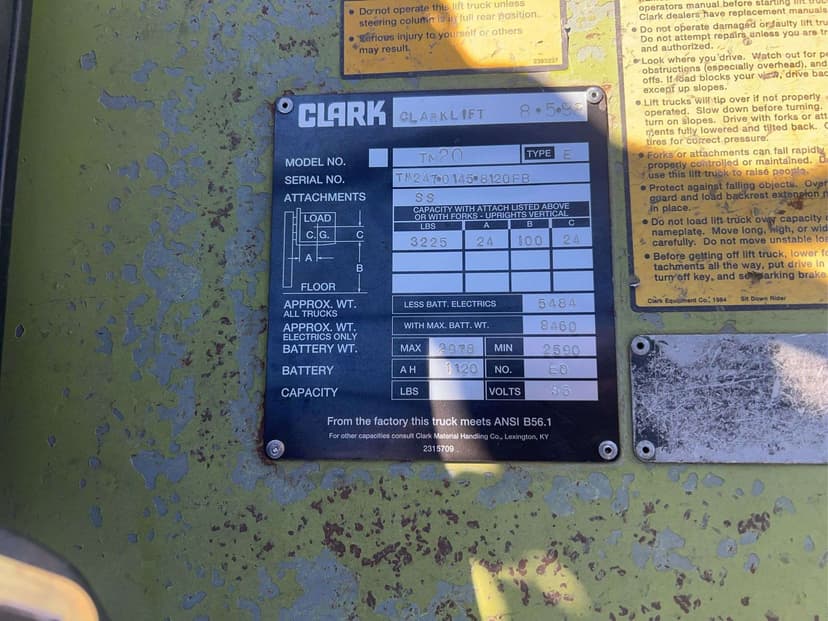 Do not operate this lift truck unless
steering column is in full rear position.
Serious injury to yourself or others
may result.
2393237
operators manual before starting lift truck
Clark dealers have replacement manuals
Do not operate damaged or faulty lift truck
Do not attempt repairs unless you are
and authorized.
Look where you drive. Watch out for
obstructions (especially overhead), and
offs. If load blocks your view, drive
except up slopes.
Lift trucks will tip over if not properly
operated. Slow down before turning.
turn on slopes. Drive with forks or
ments fully lowered and tilted back.
tires for correct pressure.
Forks or attachments can fall rapidly
properly controlled or maintained.
use this lift truck to raise people.
Protect against falling objects.
guard and load backrest extension
in place.
Do not load lift truck over capacity
nameplate. Move long, high, or
carefully. Do not move unstable
Before getting off lift truck, lower
tachments all the way, put drive in
turn off key, and set parking brake
Clark Equipment Co., 1984 Sit Down Rider
CLARK CLARKLIFT
MODEL NO. TM20 TYPE E
SERIAL NO. TM247·0145·8120FB
ATTACHMENTS SS
CAPACITY WITH ATTACH LISTED ABOVE
OR WITH FORKS - UPRIGHTS VERTICAL
LOAD
C.G.
A
B
C
FLOOR
LBS A B C
3225 24 100 24
APPROX. WT. LESS BATT. ELECTRICS 5484
ALL TRUCKS
APPROX. WT. WITH MAX. BATT. WT. 8460
ELECTRICS ONLY
BATTERY WT. MAX MIN 2590
BATTERY AH 1120 NO. E6
CAPACITY LBS VOLTS
From the factory this truck meets ANSI B56.1
For other capacities consult Clark Material Handling Co., Lexington, KY
2315709